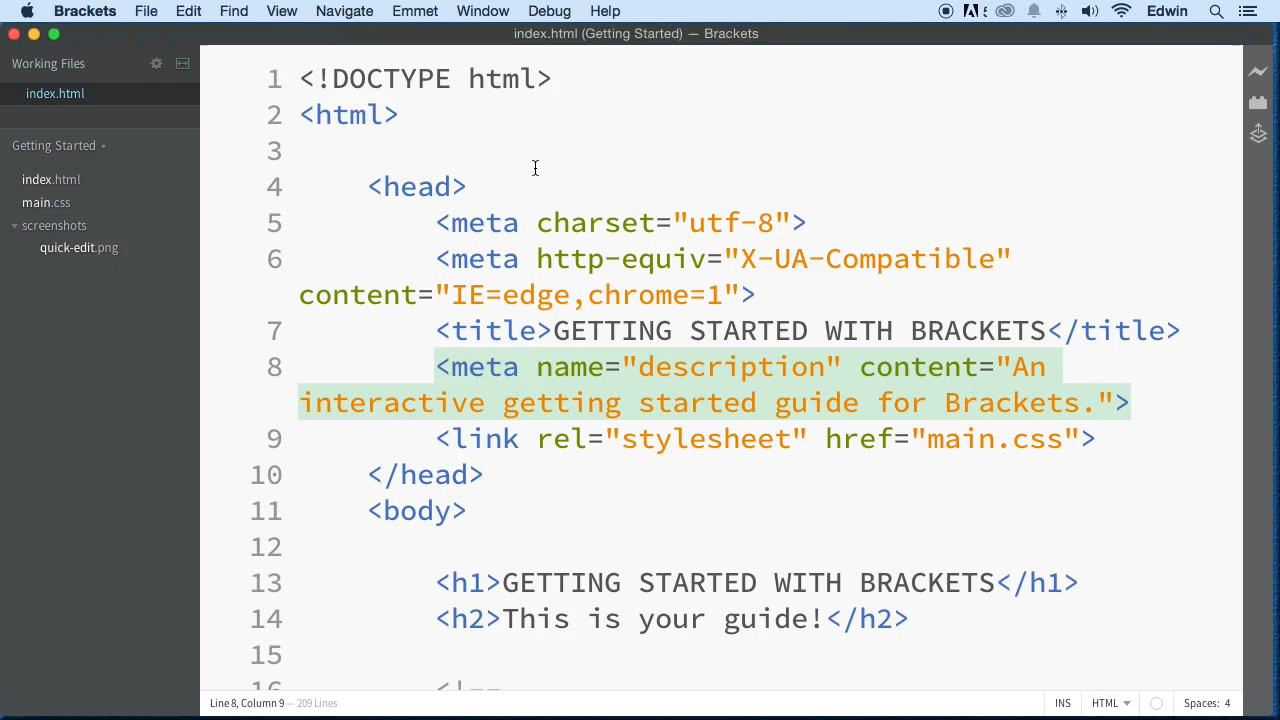 Brackets File Edit Find View Navigate Emmet Window Debug Help 5 Edwin
index.html (Getting Started) — Brackets
Working Files
index.html
Getting Started
index.html
main.css
screenshots
quick-edit.png
1 <!DOCTYPE html>
2 <html>
3
4 <head>
5 <meta charset="utf-8">
6 <meta http-equiv="X-UA-Compatible"
content="IE=edge,chrome=1">
7 <title>GETTING STARTED WITH BRACKETS</title>
8 <meta name="description" content="An
interactive getting started guide for Brackets.">
9 <link rel="stylesheet" href="main.css">
10 </head>
11 <body>
12
13 <h1>GETTING STARTED WITH BRACKETS</h1>
14 <h2>This is your guide!</h2>
15
16 <!--
Line 8, Column 9 — 209 Lines INS HTML Spaces: 4